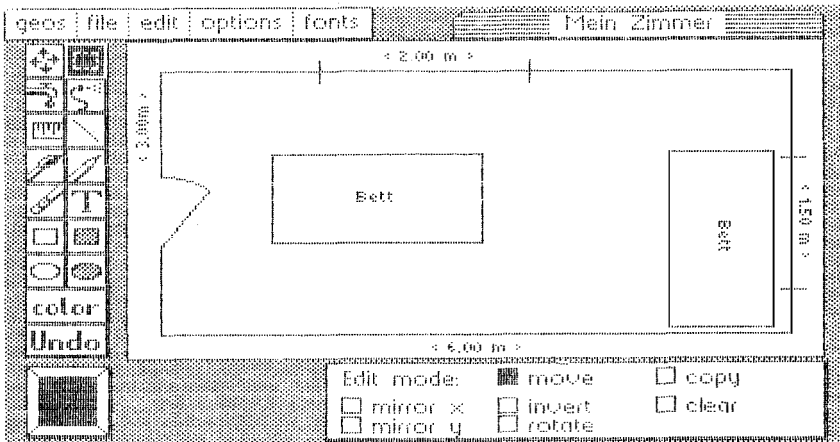 geos file edit options fonts
Mein Zimmer
< 2.00 m >
< 3.00m >
Bett
Bett
< 1.50 m >
T
color
Undo
< 6.00 m >
Edit mode: move copy
mirror x invert clear
mirror y rotate